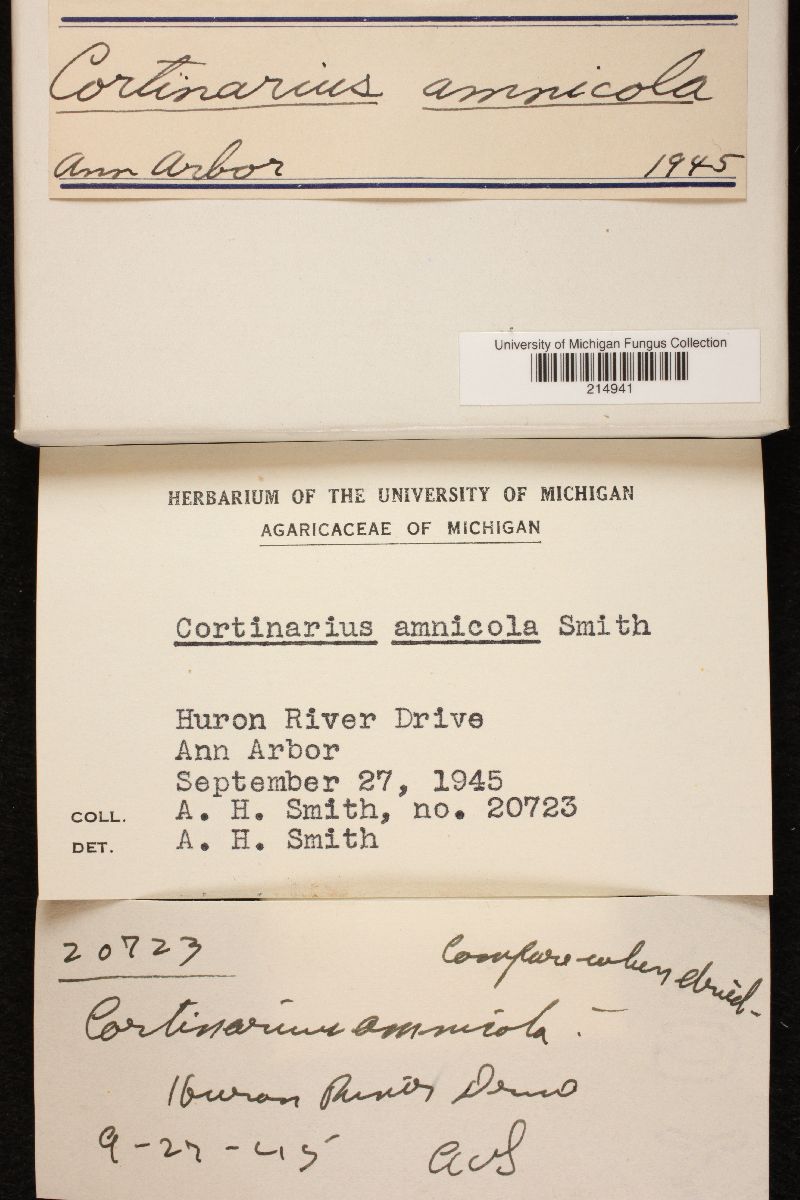 Cortinarius amnicola
Ann Arbor 1945
University of Michigan Fungus Collection
214941
HERBARIUM OF THE UNIVERSITY OF MICHIGAN
AGARICACEAE OF MICHIGAN
Cortinarius amnicola Smith
Huron River Drive
Ann Arbor
September 27, 1945
COLL. A. H. Smith, no. 20723
DET. A. H. Smith
20723 Compare when dried-
Cortinarius amnicola -
Huron River Drive
9-27-45